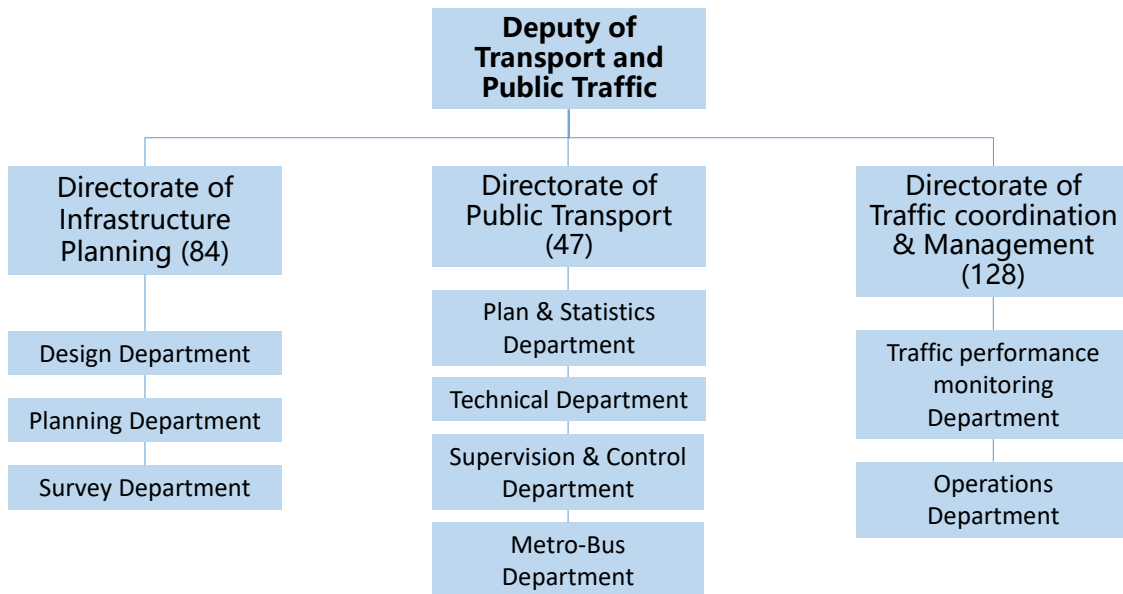 Deputy of
Transport and
Public Traffic
Directorate of
Infrastructure
Planning (84)
Design Department
Planning Department
Survey Department
Directorate of
Public Transport
(47)
Plan & Statistics
Department
Technical Department
Supervision & Control
Department
Metro-Bus
Department
Directorate of
Traffic coordination
& Management
(128)
Traffic performance
monitoring
Department
Operations
Department